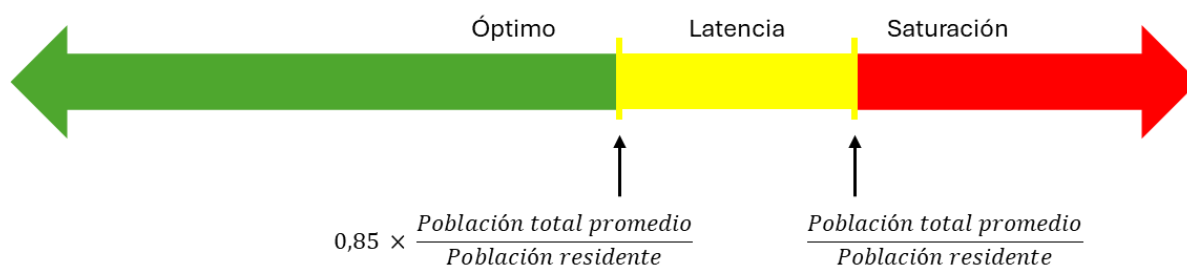 Óptimo Latencia Saturación
0,85 × Población total promedio / Población residente
Población total promedio / Población residente